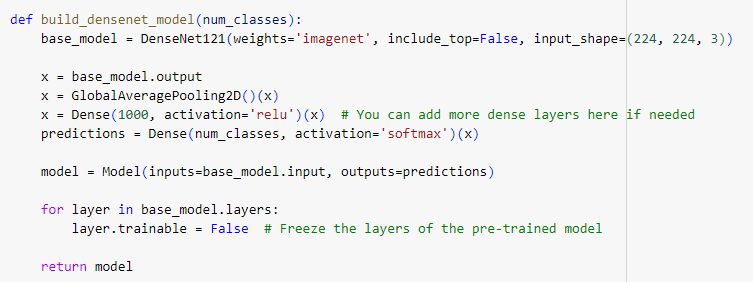 def build_densenet_model(num_classes):
    base_model = DenseNet121(weights='imagenet', include_top=False, input_shape=(224, 224, 3))
    x = base_model.output
    x = GlobalAveragePooling2D()(x)
    x = Dense(1000, activation='relu')(x)  # You can add more dense layers here if needed
    predictions = Dense(num_classes, activation='softmax')(x)
    model = Model(inputs=base_model.input, outputs=predictions)
    for layer in base_model.layers:
        layer.trainable = False  # Freeze the layers of the pre-trained model
    return model